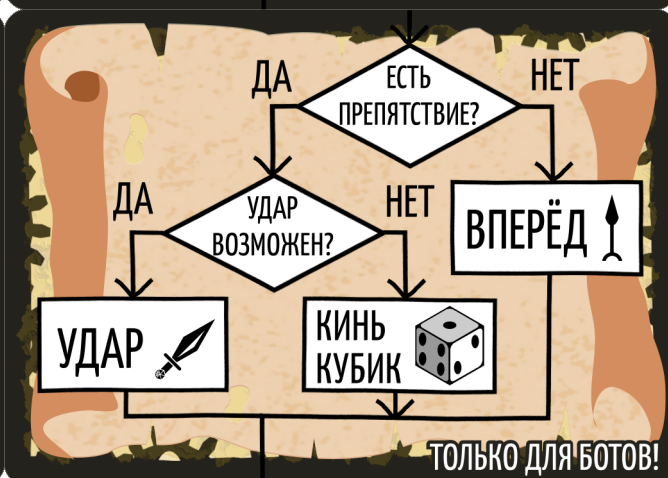 ЕСТЬ
ПРЕПЯТСТВИЕ?
ДА
НЕТ
УДАР
ВОЗМОЖЕН?
ДА
НЕТ
ВПЕРЁД
УДАР
КИНЬ
КУБИК
ТОЛЬКО ДЛЯ БОТОВ!